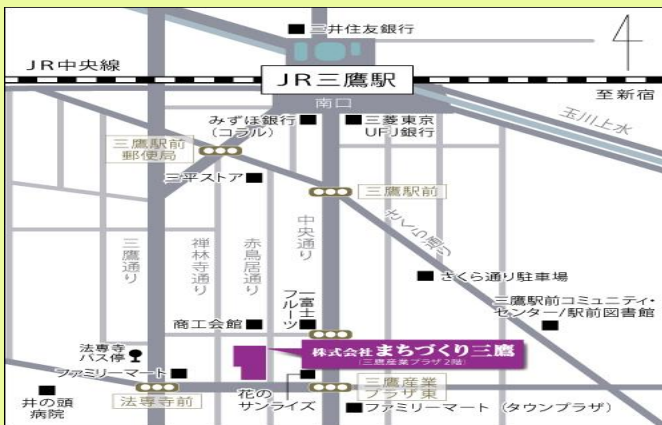 三井住友銀行
JR中央線
JR三鷹駅
至新宿
南口
みずほ銀行
(コラル)
三菱東京
UFJ銀行
玉川上水
三鷹駅前
郵便局
三平ストア
三鷹駅前
中央通り
さくら通り
三鷹通り
禅林寺通り
赤鳥居通り
さくら通り駐車場
一富士
フルーツ
三鷹駅前コミュニティ・
センター/駅前図書館
商工会館
法専寺
バス停
株式会社まちづくり三鷹
(三鷹産業プラザ2階)
ファミリーマート
井の頭
病院
法専寺前
花の
サンライズ
三鷹産業
プラザ東
ファミリーマート (タウンプラザ)